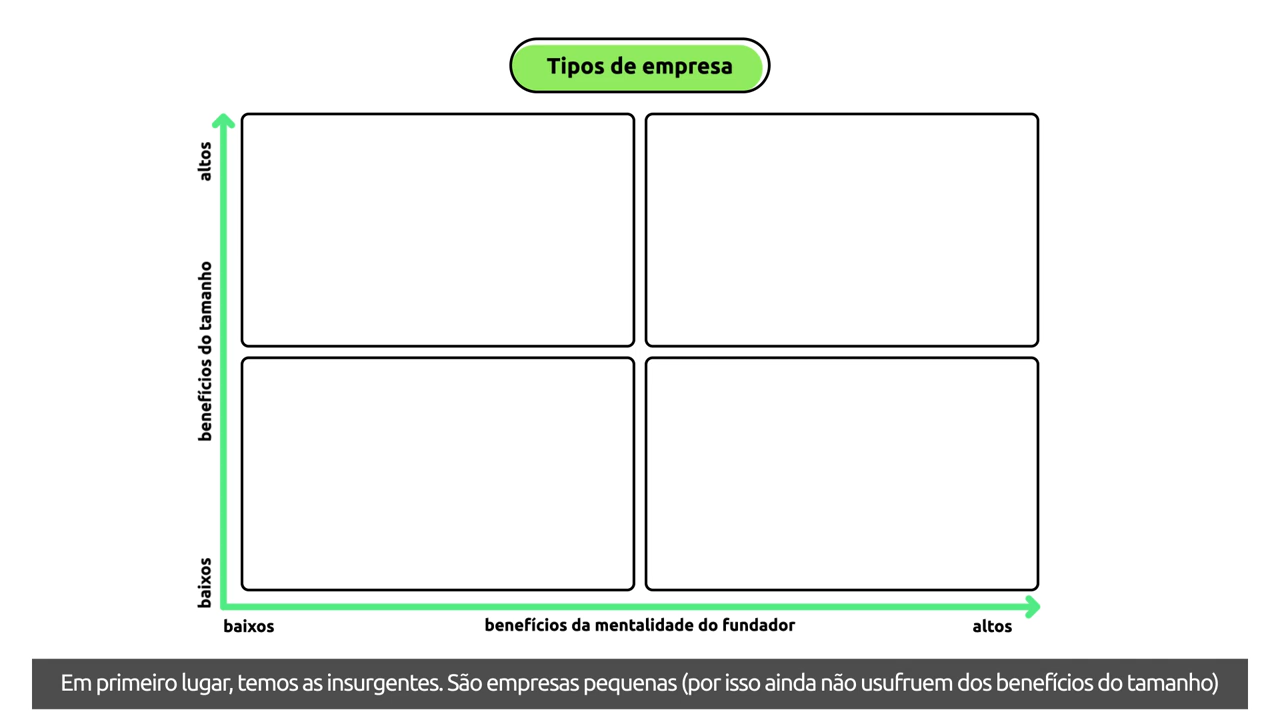 Tipos de empresa
altos
benefícios do tamanho
baixos
baixos
benefícios da mentalidade do fundador
altos
Em primeiro lugar, temos as insurgentes. São empresas pequenas (por isso ainda não usufruem dos benefícios do tamanho)